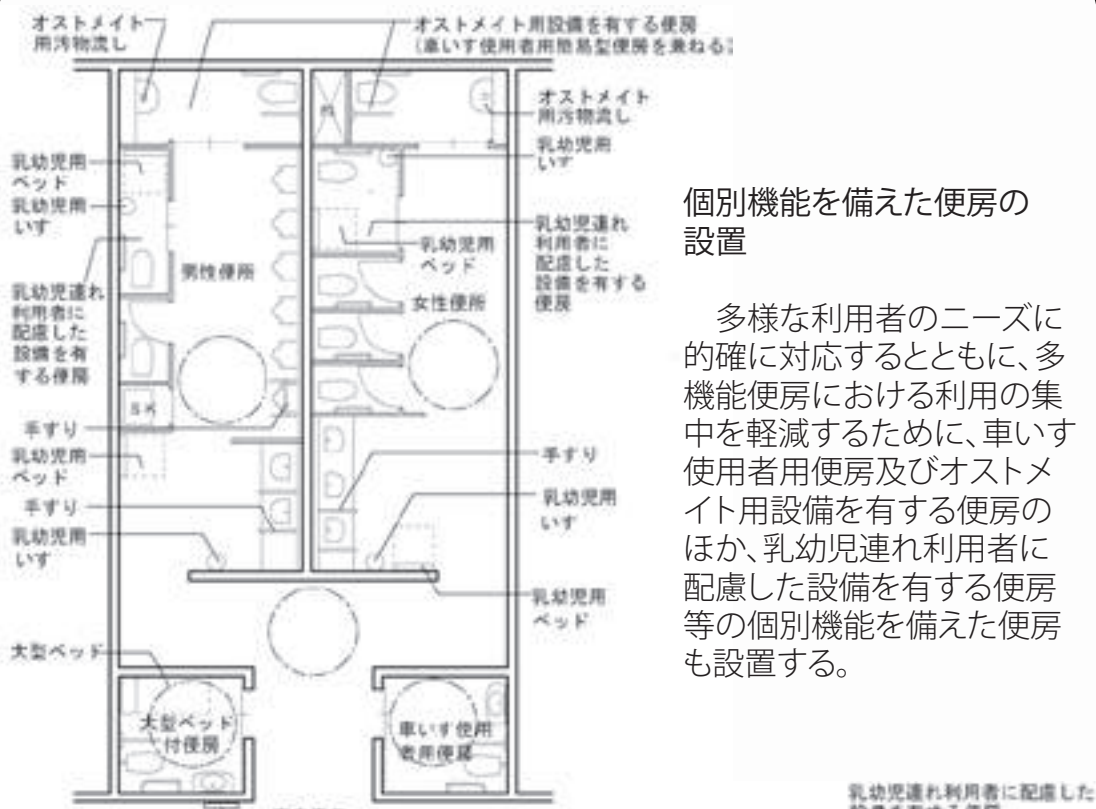 オストメイト
用汚物流し
オストメイト用設備を有する便房
(車いす使用者用簡易型便房を兼ねる)
オストメイト
用汚物流し
乳幼児用
いす
乳幼児用
ベッド
乳幼児用
いす
乳幼児連れ
利用者に
配慮した
設備を有する
便房
乳幼児用
ベッド
男性便所
女性便所
乳幼児連れ
利用者に
配慮した
設備を有
する便房
SK
手すり
乳幼児用
ベッド
手すり
乳幼児用
いす
手すり
乳幼児用
いす
乳幼児用
ベッド
大型ベッド
大型ベッド
付便房
車いす使用
者用便房
個別機能を備えた便房の
設置
多様な利用者のニーズに
的確に対応するとともに、多
機能便房における利用の集
中を軽減するために、車いす
使用者用便房及びオストメ
イト用設備を有する便房の
ほか、乳幼児連れ利用者に
配慮した設備を有する便房
等の個別機能を備えた便房
も設置する。
乳幼児連れ利用者に配慮した